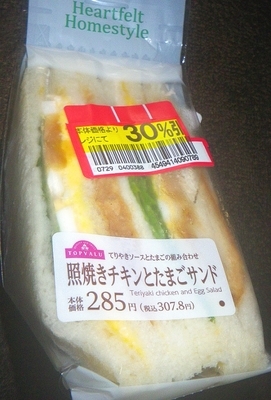 Heartfelt
Homestyle
本体価格より
レジにて
30%引
4549414090789
0729 0400388
TOPVALU
てりやきソースとたまごの組み合わせ
照焼きチキンとたまごサンド
Teriyaki chicken and Egg Salad
本体
価格
285円
(税込307.8円)